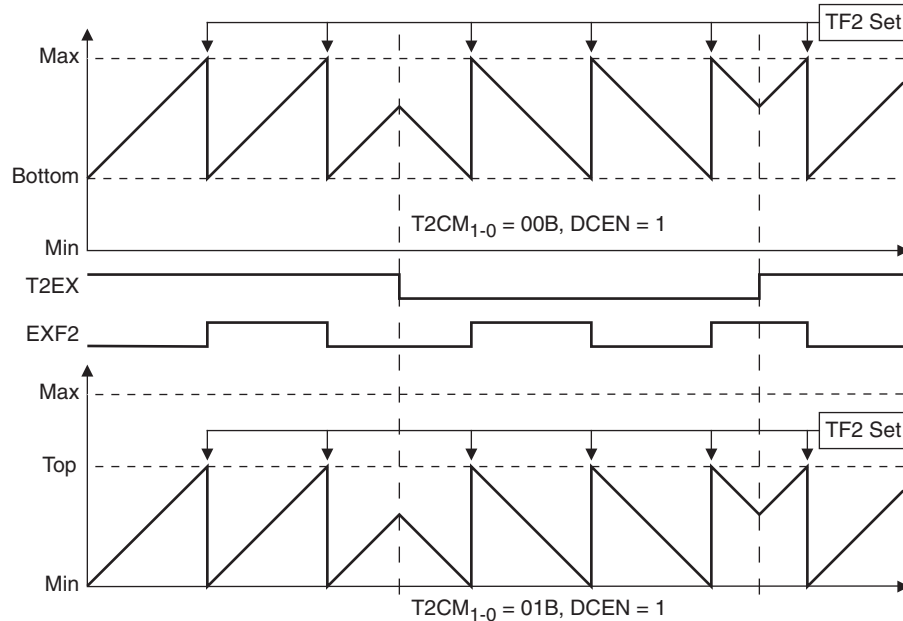 TF2 Set
Max
Bottom
T2CM1-0 = 00B, DCEN = 1
Min
T2EX
EXF2
Max
TF2 Set
Top
Min
T2CM1-0 = 01B, DCEN = 1